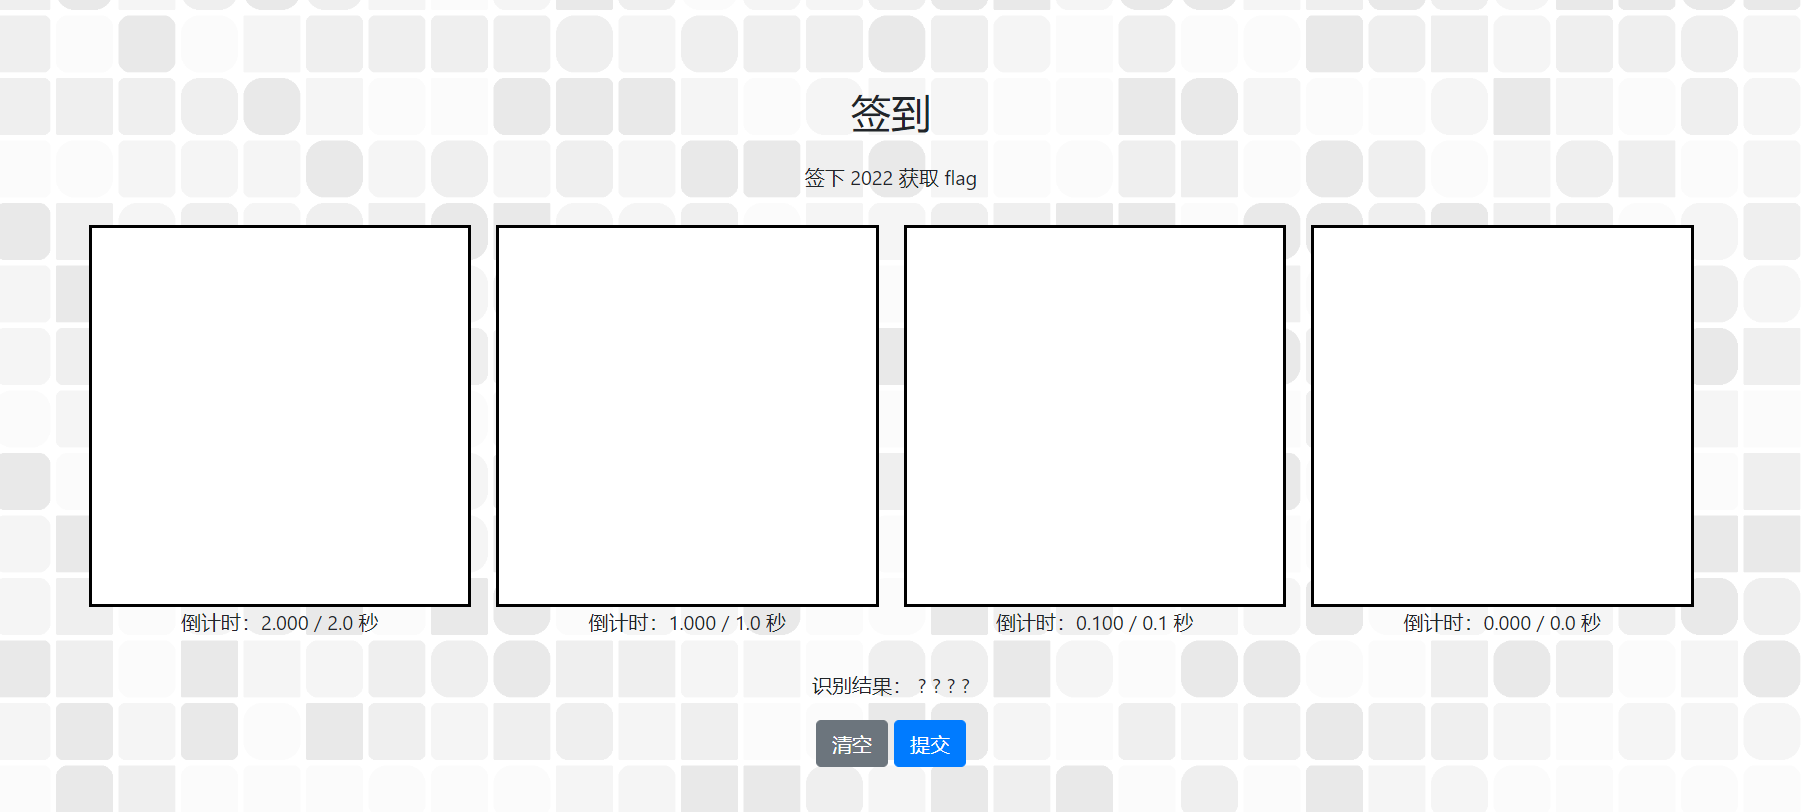 签到
签下 2022 获取 flag
倒计时：2.000 / 2.0 秒
倒计时：1.000 / 1.0 秒
倒计时：0.100 / 0.1 秒
倒计时：0.000 / 0.0 秒
识别结果： ? ? ? ?
清空 提交